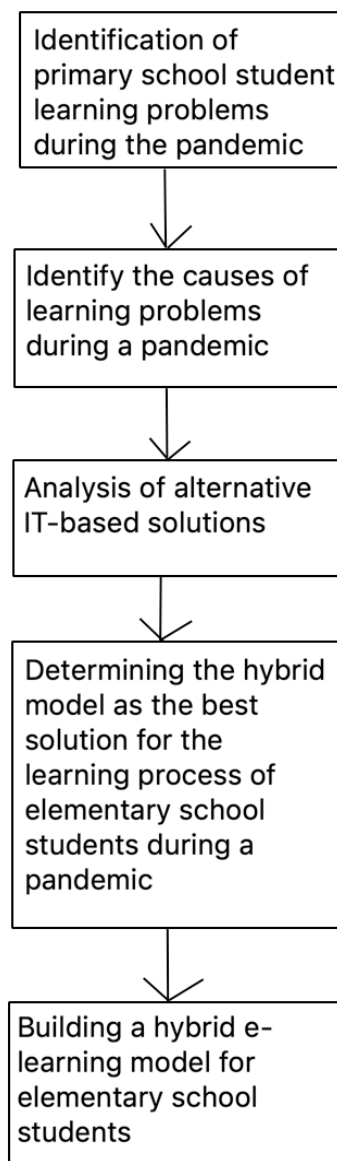 Identification of
primary school student
learning problems
during the pandemic
Identify the causes of
learning problems
during a pandemic
Analysis of alternative
IT-based solutions
Determining the hybrid
model as the best
solution for the
learning process of
elementary school
students during a
pandemic
Building a hybrid e-
learning model for
elementary school
students